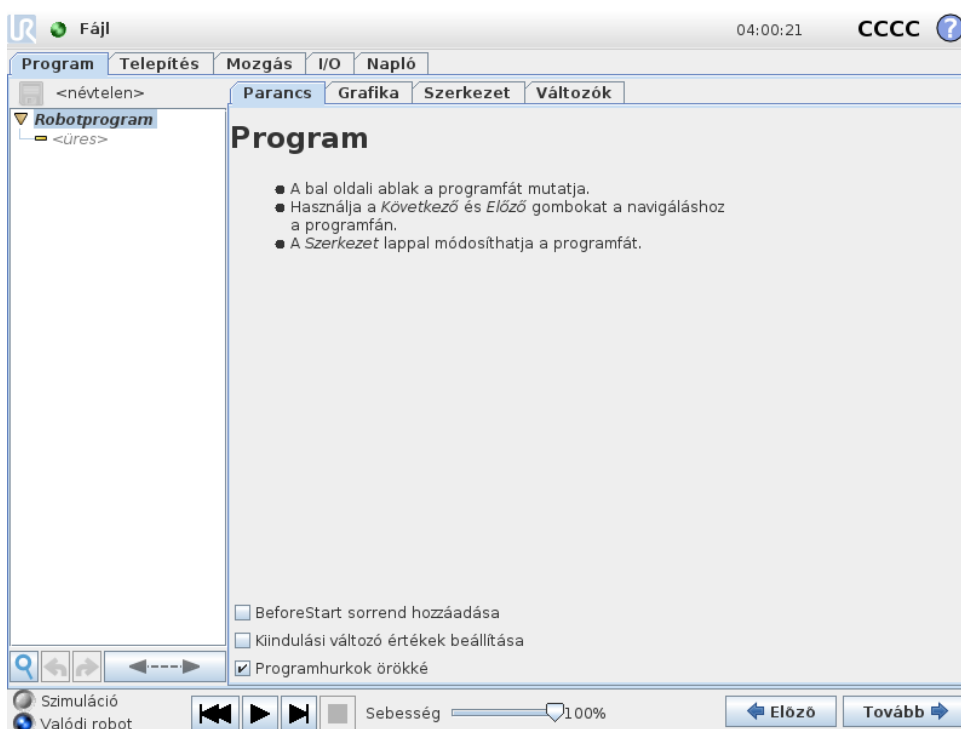 UR Fájl 04:00:21 CCCC ?
Program Telepítés Mozgás I/O Napló
<névtelen>
Parancs Grafika Szerkezet Változók
Robotprogram
<üres>
Program
A bal oldali ablak a programfát mutatja.
Használja a Következő és Előző gombokat a navigáláshoz
a programfán.
A Szerkezet lappal módosíthatja a programfát.
BeforeStart sorrend hozzáadása
Kiindulási változó értékek beállítása
Programhurkok örökké
Szimuláció
Valódi robot
Sebesség 100%
Előző Tovább